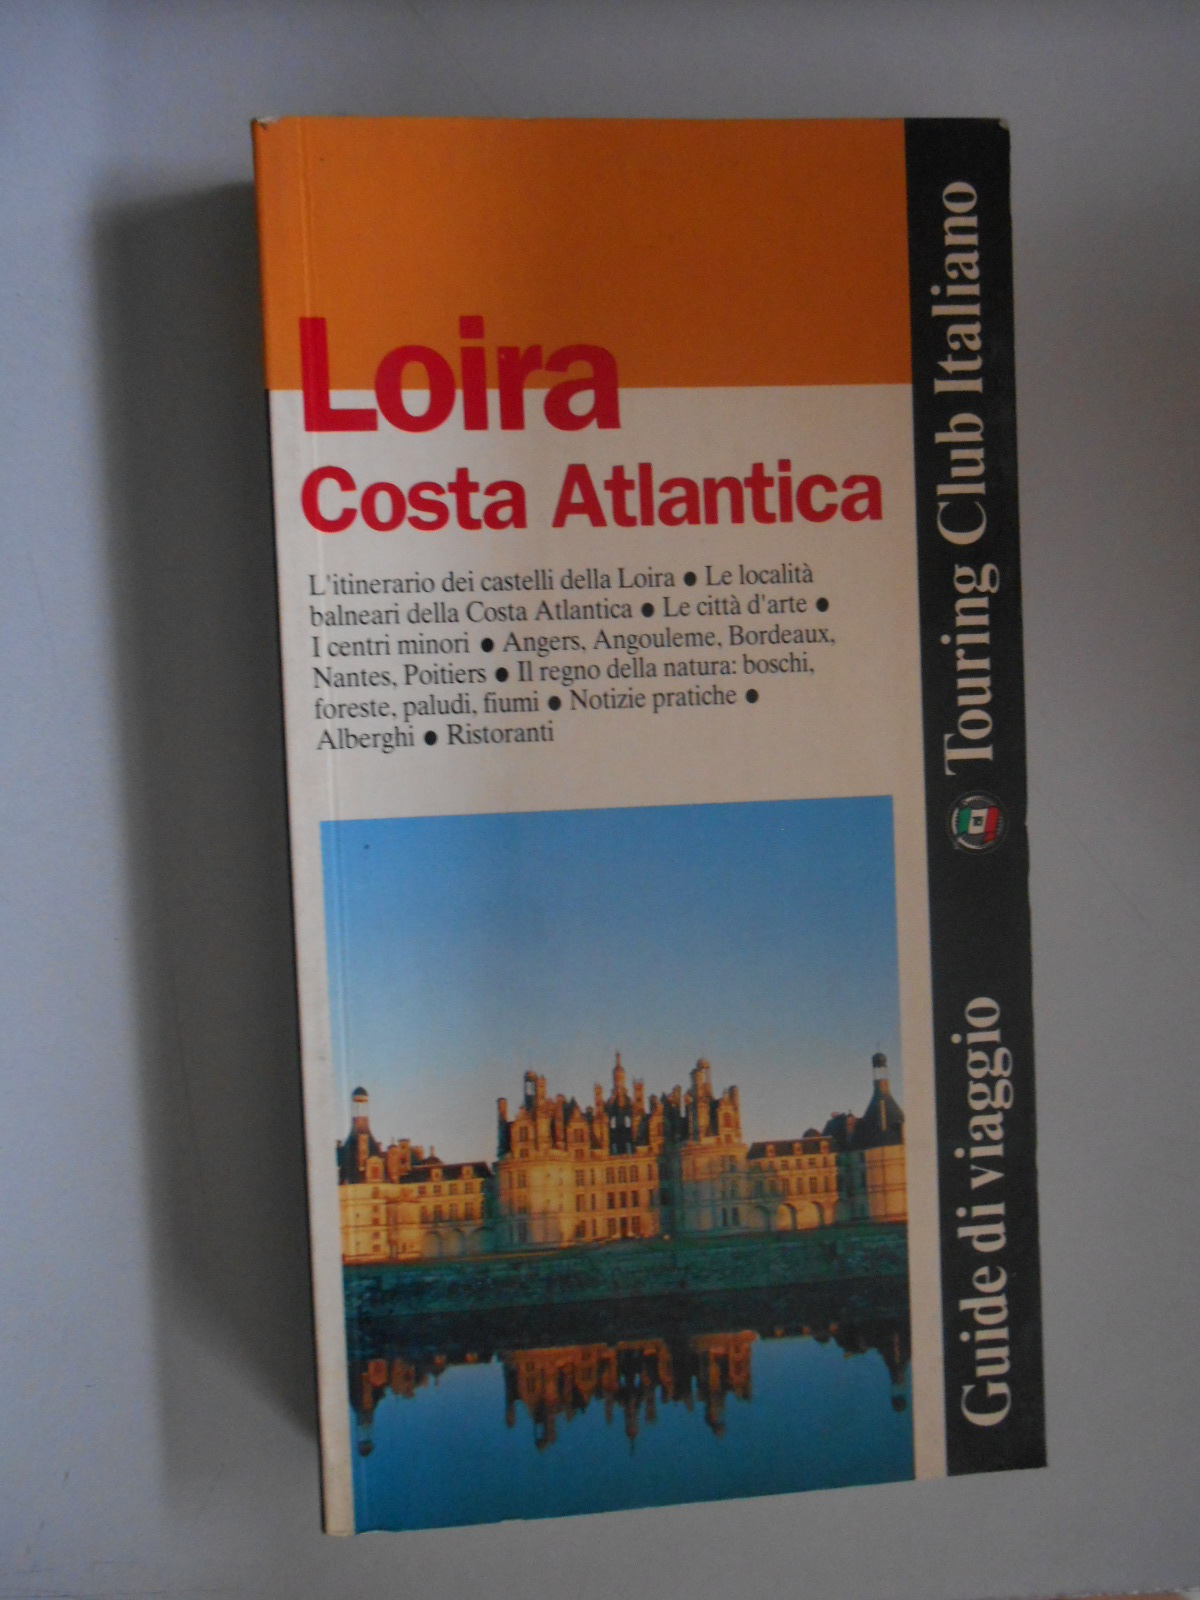 Loira
Costa Atlantica
L'itinerario dei castelli della Loira ● Le località
balneari della Costa Atlantica ● Le città d'arte ●
I centri minori ● Angers, Angouleme, Bordeaux,
Nantes, Poitiers ● Il regno della natura: boschi,
foreste, paludi, fiumi ● Notizie pratiche ●
Alberghi ● Ristoranti
Guide di viaggio Touring Club Italiano